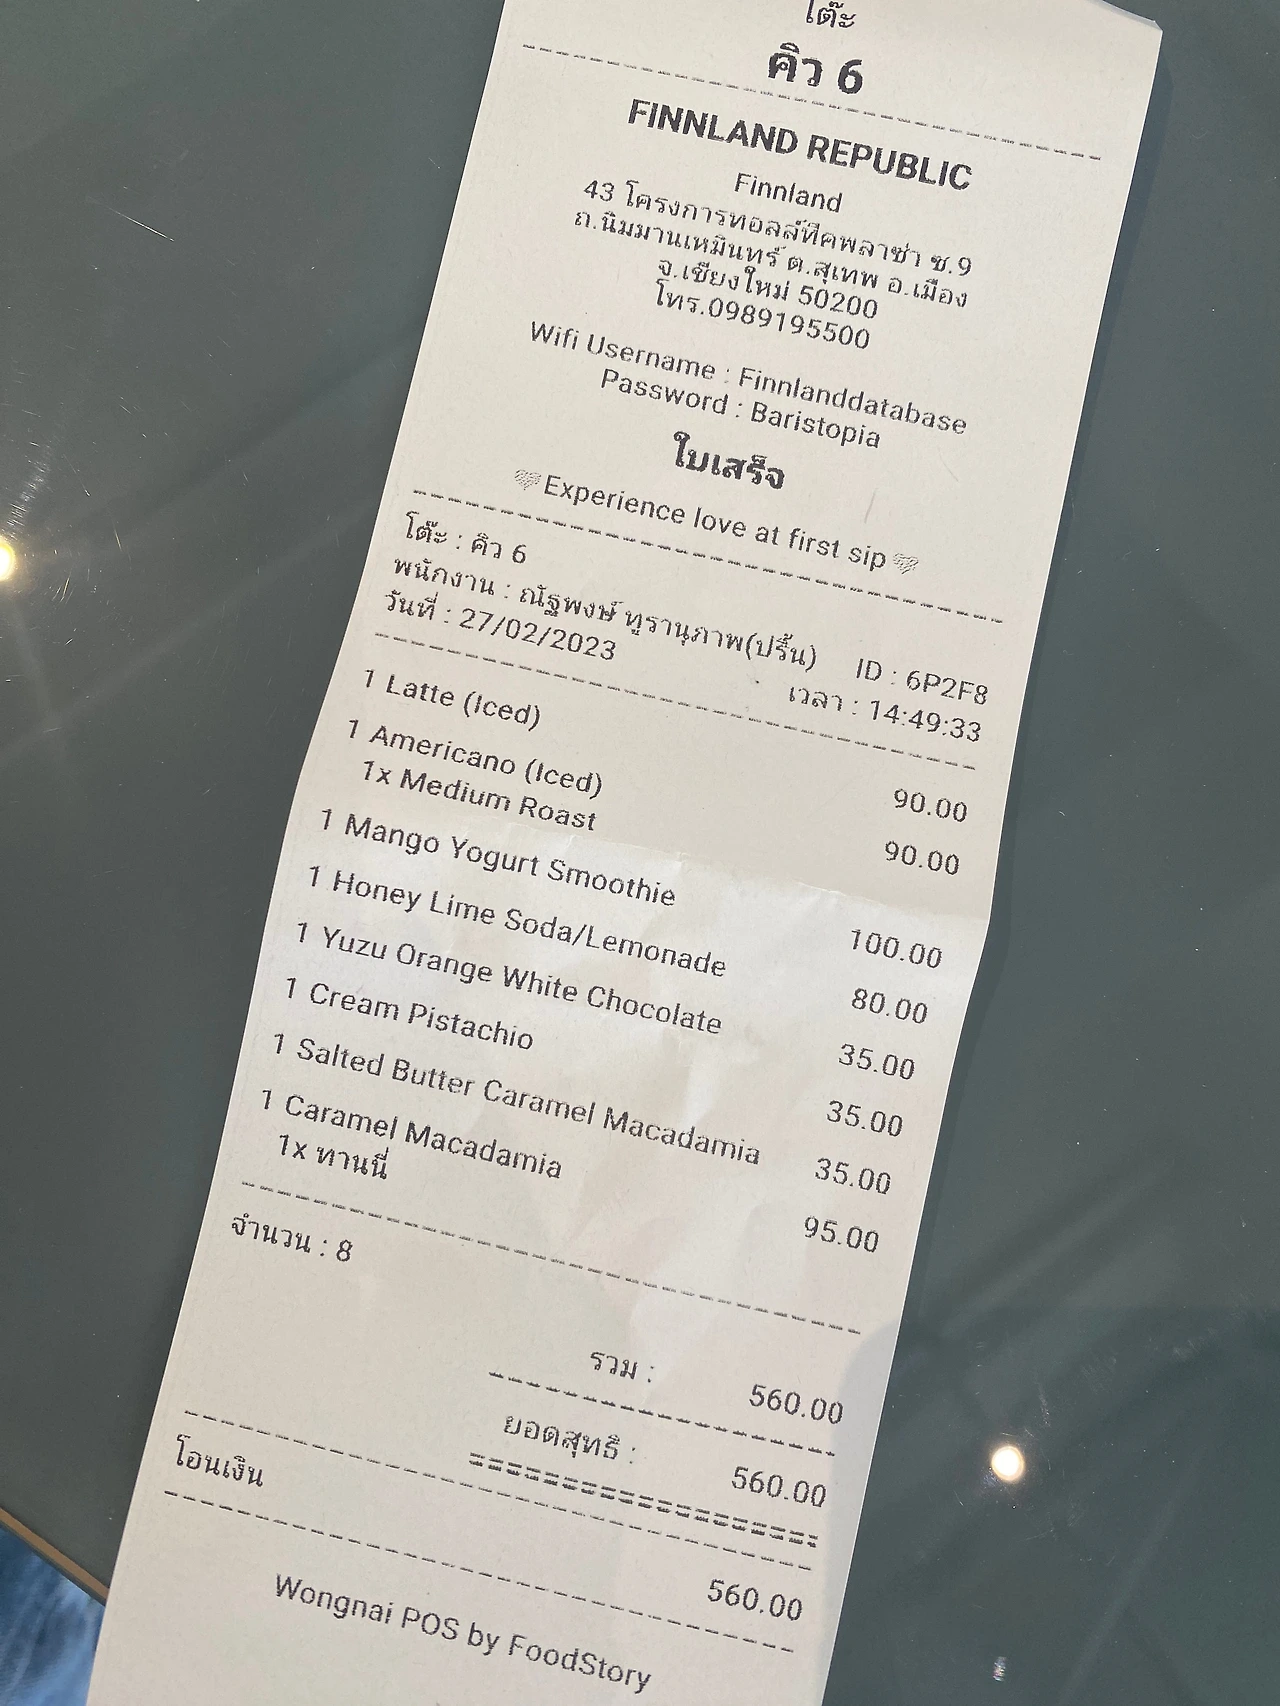 โต๊ะ
คิว 6
FINNLAND REPUBLIC
Finnland
43 โครงการทอลล์ทีคพลาซ่า ซ.9
ถ.นิมมานเหมินทร์ ต.สุเทพ อ.เมือง
จ.เชียงใหม่ 50200
โทร.0989195500
Wifi Username : Finnlanddatabase
Password : Baristopia
ใบเสร็จ
Experience love at first sip
โต๊ะ : คิว 6
พนักงาน : ณัฐพงษ์ ทูรานุภาพ(ปริ้น) ID : 6P2F8
วันที่ : 27/02/2023 เวลา : 14:49:33
1 Latte (Iced) 90.00
1 Americano (Iced) 90.00
1x Medium Roast
1 Mango Yogurt Smoothie 100.00
1 Honey Lime Soda/Lemonade 80.00
1 Yuzu Orange White Chocolate 35.00
1 Cream Pistachio 35.00
1 Salted Butter Caramel Macadamia 35.00
1 Caramel Macadamia 95.00
1x ทานนี่
จำนวน : 8
รวม : 560.00
ยอดสุทธิ : 560.00
โอนเงิน 560.00
Wongnai POS by FoodStory